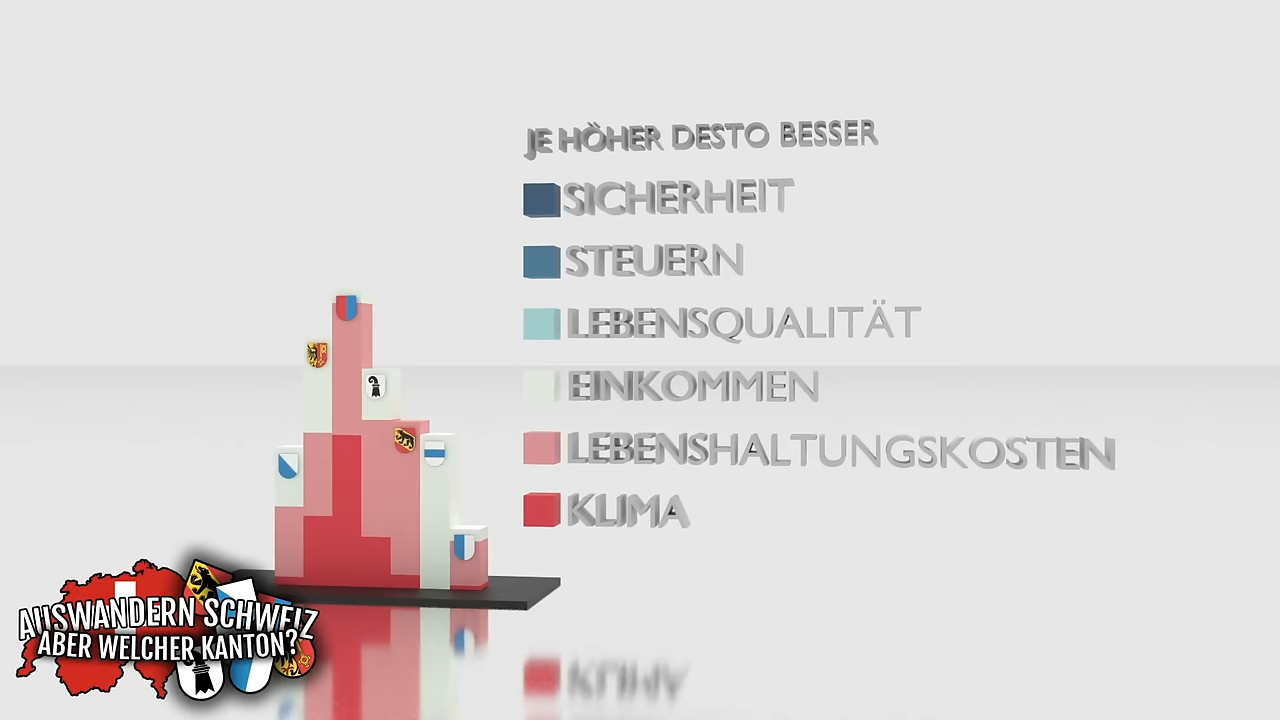 JE HÖHER DESTO BESSER
SICHERHEIT
STEUERN
LEBENSQUALITÄT
EINKOMMEN
LEBENSHALTUNGSKOSTEN
KLIMA
AUSWANDERN SCHWEIZ
ABER WELCHER KANTON?